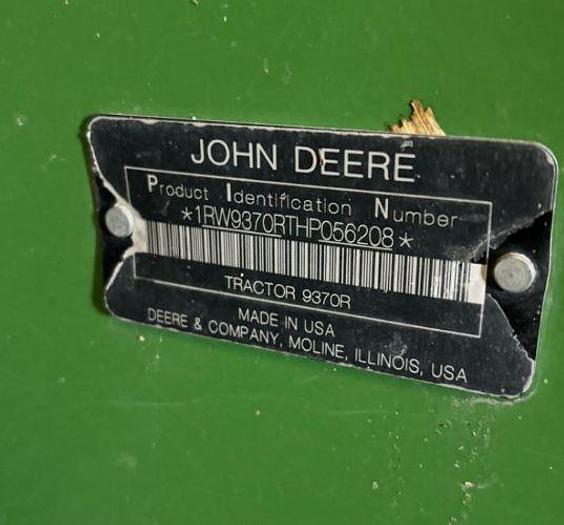 JOHN DEERE
Product Identification Number
*1RW9370RTHP056208*
TRACTOR 9370R
MADE IN USA
DEERE & COMPANY, MOLINE, ILLINOIS, USA